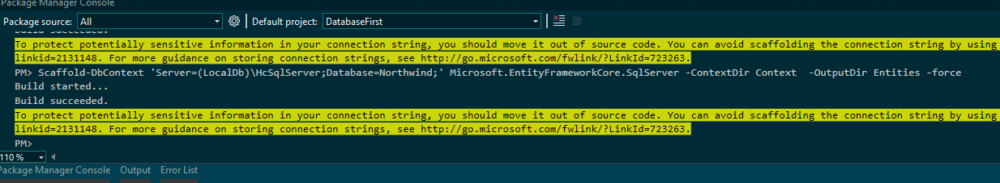 Package Manager Console
Package source: All Default project: DatabaseFirst
Build succeeded.
To protect potentially sensitive information in your connection string, you should move it out of source code. You can avoid scaffolding the connection string by using
linkid=2131148. For more guidance on storing connection strings, see http://go.microsoft.com/fwlink/?LinkId=723263.
PM> Scaffold-DbContext 'Server=(LocalDb)\HcSqlServer;Database=Northwind;' Microsoft.EntityFrameworkCore.SqlServer -ContextDir Context  -OutputDir Entities -force
Build started...
Build succeeded.
To protect potentially sensitive information in your connection string, you should move it out of source code. You can avoid scaffolding the connection string by using
linkid=2131148. For more guidance on storing connection strings, see http://go.microsoft.com/fwlink/?LinkId=723263.
PM>
110 %
Package Manager Console Output Error List